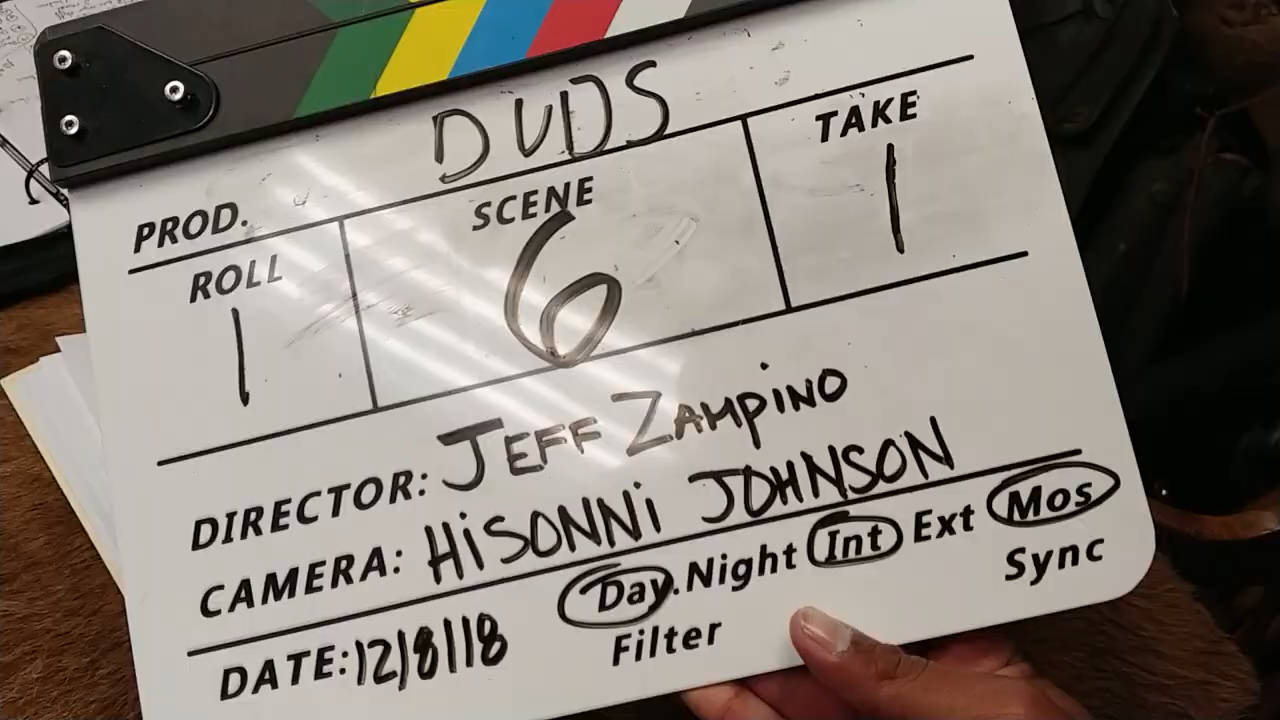 DUDS
PROD.
ROLL SCENE TAKE
1 6 1
DIRECTOR: JEFF ZAMPINO
CAMERA: HISONNI JOHNSON
DATE: 12/8/18 Day. Night Int Ext Mos
Filter Sync